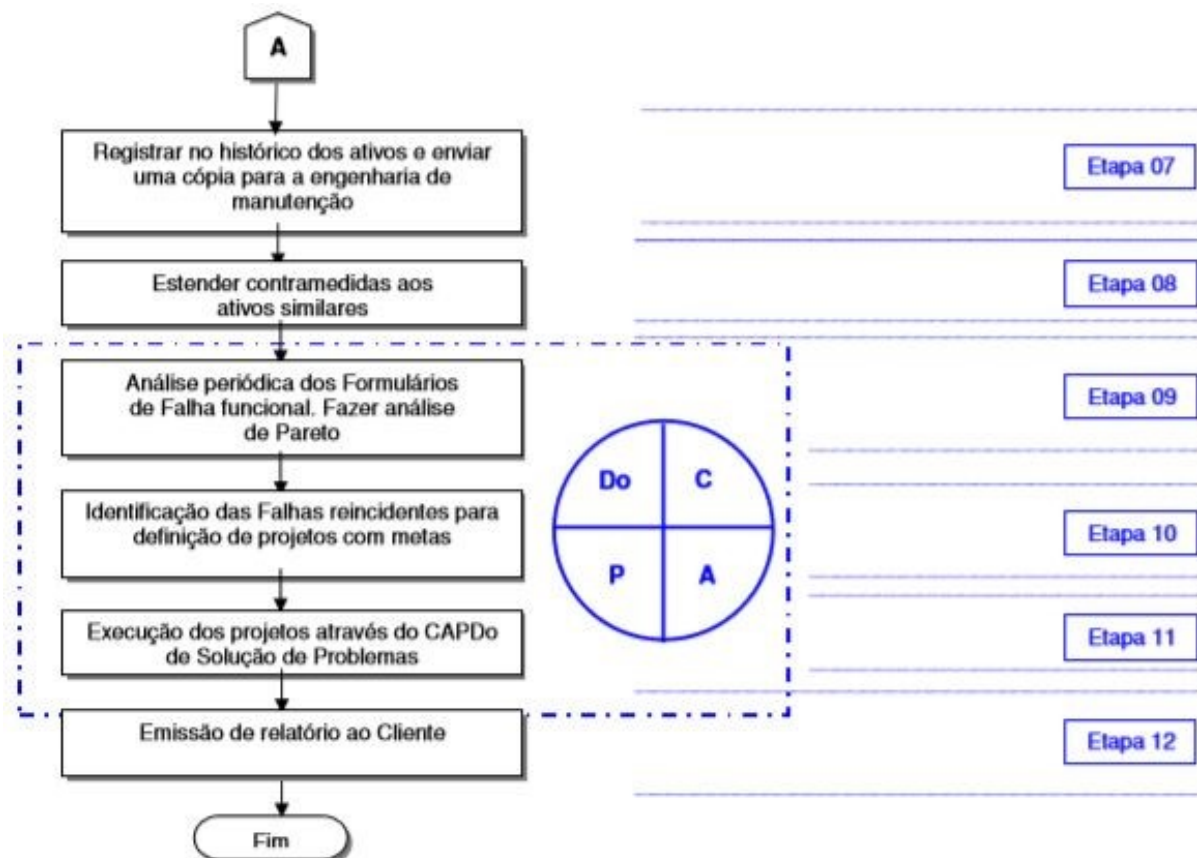 A
Registrar no histórico dos ativos e enviar
uma cópia para a engenharia de
manutenção
Etapa 07
Estender contramedidas aos
ativos similares
Etapa 08
Análise periódica dos Formulários
de Falha funcional. Fazer análise
de Pareto
Etapa 09
Identificação das Falhas reincidentes para
definição de projetos com metas
Etapa 10
Execução dos projetos através do CAPDo
de Solução de Problemas
Etapa 11
Do
C
P
A
Emissão de relatório ao Cliente
Etapa 12
Fim